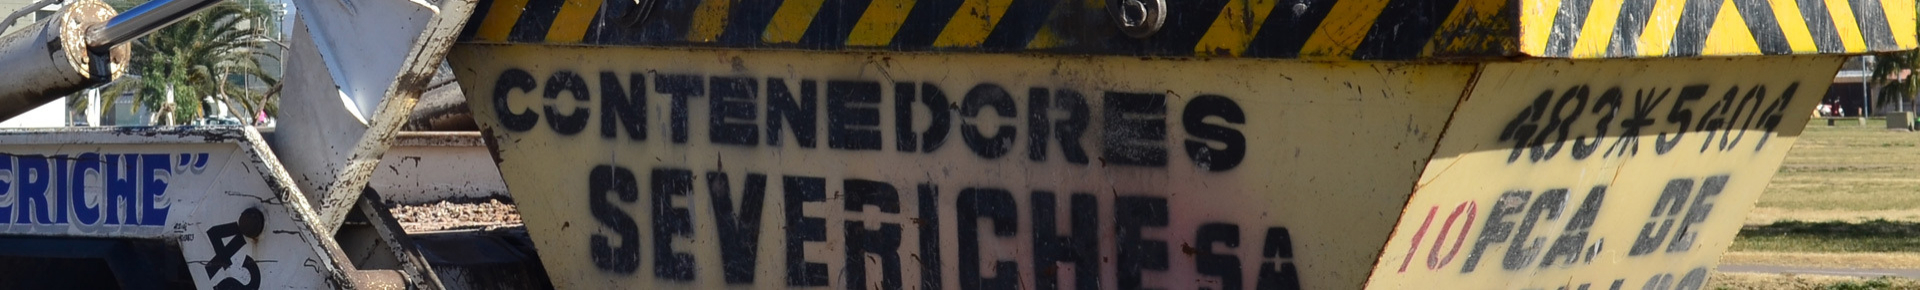 ERICHE”
CONTENEDORES
SEVERICHE SA
483*5404
10 FCA. DE